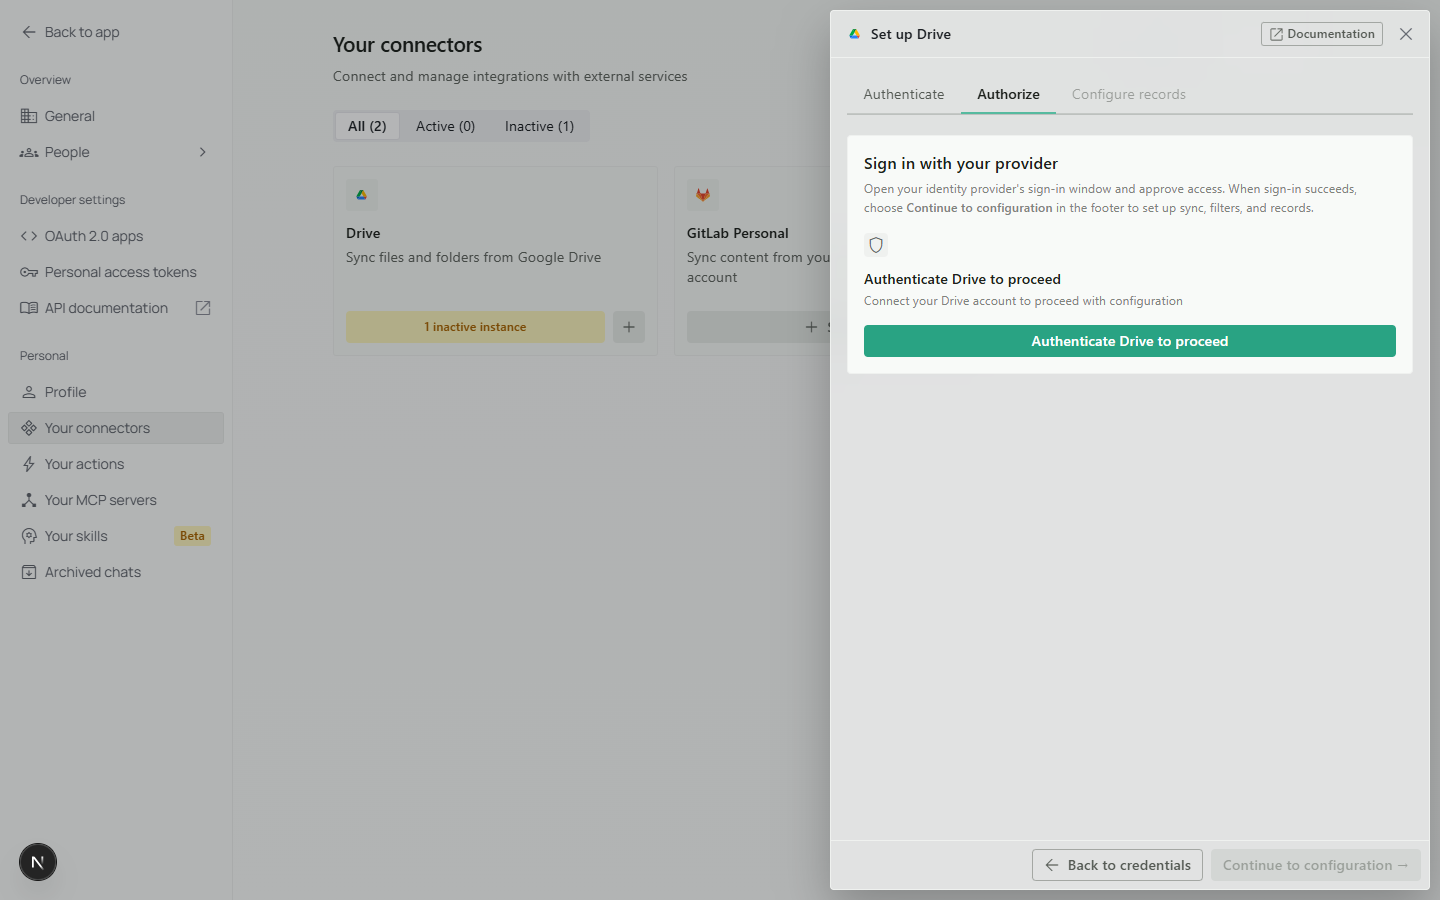 Back to app
Overview
General
People
Developer settings
OAuth 2.0 apps
Personal access tokens
API documentation
Personal
Profile
Your connectors
Your actions
Your MCP servers
Your skills
Beta
Archived chats
N
Your connectors
Connect and manage integrations with external services
All (2)
Active (0)
Inactive (1)
Drive
Sync files and folders from Google Drive
1 inactive instance
GitLab Personal
Sync content from you
account
Set up Drive
Documentation
Authenticate
Authorize
Configure records
Sign in with your provider
Open your identity provider's sign-in window and approve access. When sign-in succeeds,
choose Continue to configuration in the footer to set up sync, filters, and records.
Authenticate Drive to proceed
Connect your Drive account to proceed with configuration
Authenticate Drive to proceed
Back to credentials
Continue to configuration →